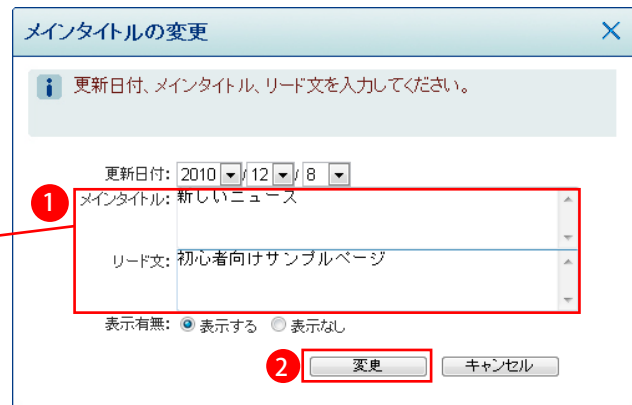 メインタイトルの変更
更新日付、メインタイトル、リード文を入力してください。
更新日付: 2010 / 12 / 8
1
メインタイトル: 新しいニュース
リード文: 初心者向けサンプルページ
表示有無: 表示する 表示なし
2 変更 キャンセル